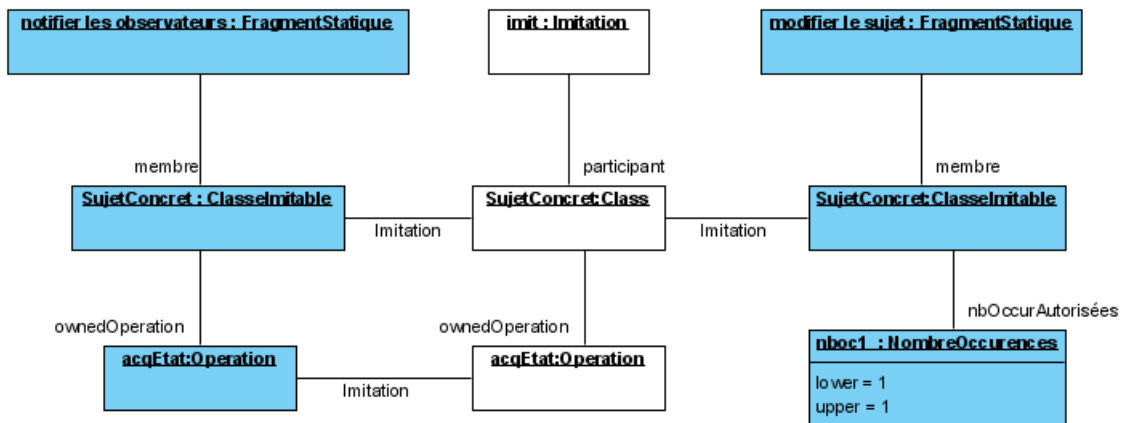 notifier les observateurs : FragmentStatique
imit : Imitation
modifier le sujet : FragmentStatique
membre
participant
membre
SujetConcret : ClasseImitable
SujetConcret:Class
SujetConcret:ClasseImitable
Imitation
Imitation
ownedOperation
ownedOperation
nbOccurAutorisées
acqEtat:Operation
acqEtat:Operation
nboc1 : NombreOccurences
Imitation
lower = 1
upper = 1